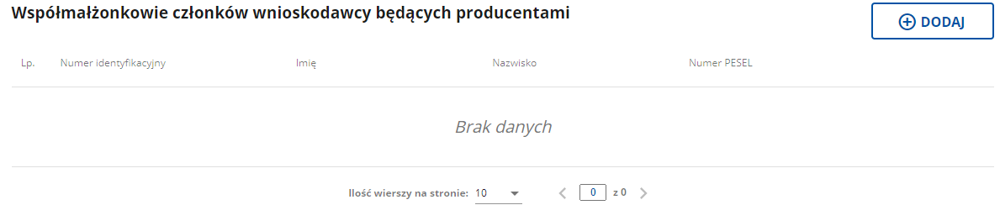 Współmałżonkowie członków wnioskodawcy będących producentami
DODAJ
Lp. Numer identyfikacyjny Imię Nazwisko Numer PESEL
Brak danych
Ilość wierszy na stronie: 10 0 z 0